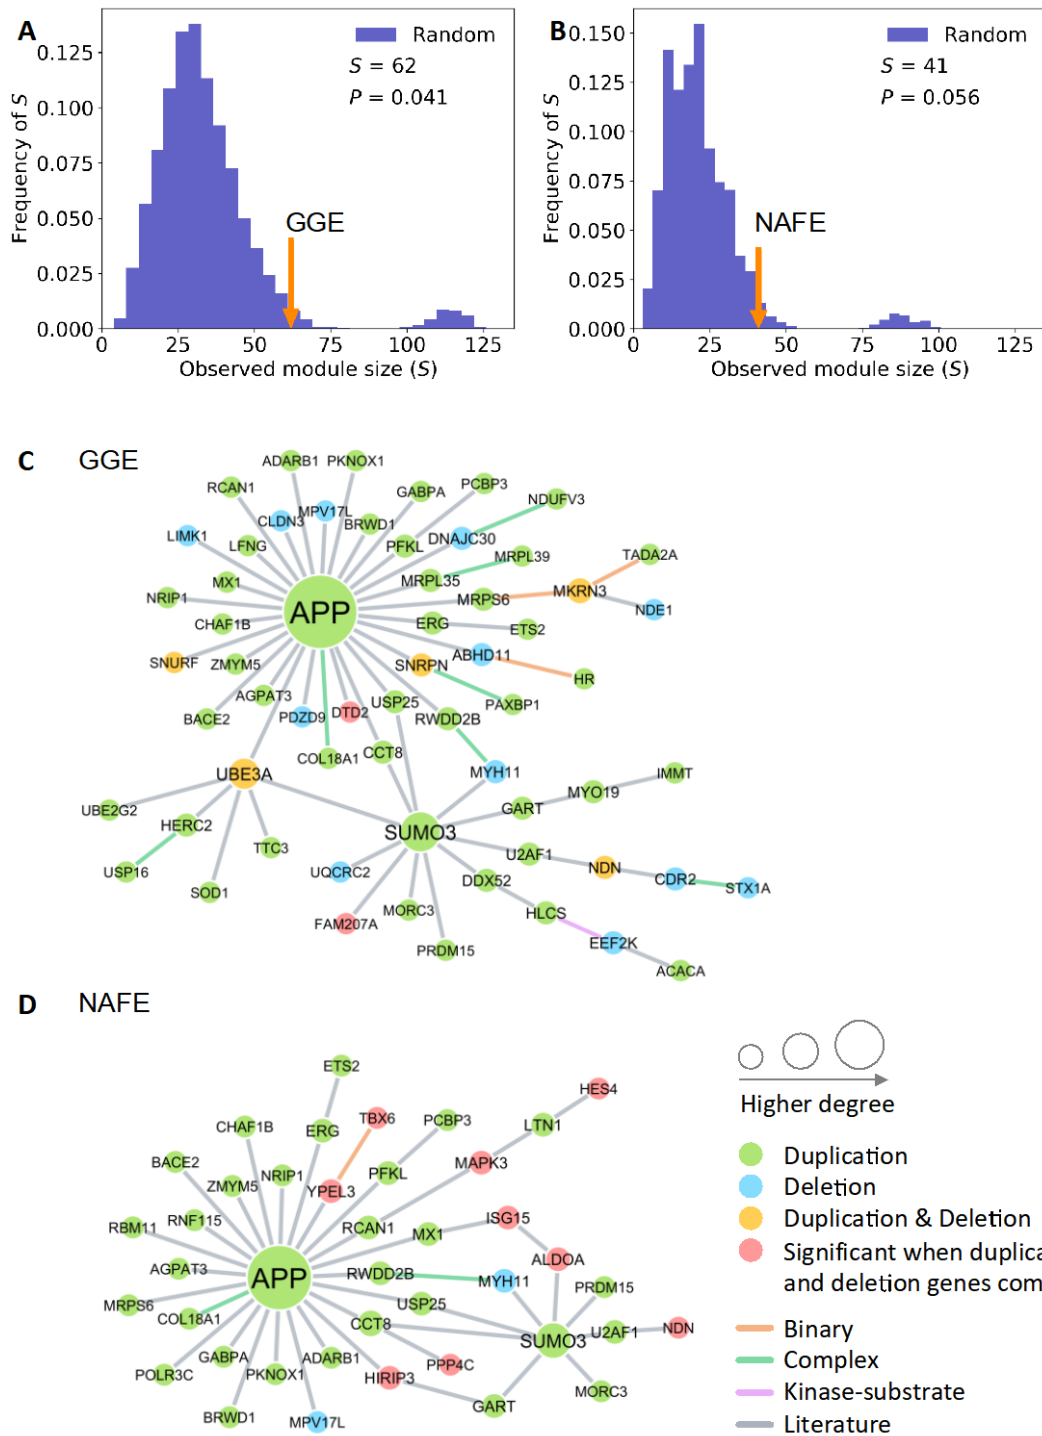 A
B
Random
S = 62
P = 0.041
GGE
Frequency of S
0.125
0.100
0.075
0.050
0.025
0.000
0 25 50 75 100 125
Observed module size (S)
Random
S = 41
P = 0.056
NAFE
Frequency of S
0.150
0.125
0.100
0.075
0.050
0.025
0.000
0 25 50 75 100 125
Observed module size (S)
C GGE
ADARB1
PKNOX1
RCAN1
GABPA
PCBP3
NDUFV3
CLDN3
MPV17L
BRWD1
LIMK1
LFNG
PFKL
DNAJC30
MRPL39
TADA2A
MX1
MRPL35
NRIP1
APP
MRPS6
MKRN3
NDE1
CHAF1B
ERG
ETS2
SNURF
ZMYM5
SNRPN
ABHD11
HR
AGPAT3
BACE2
PDZD9
DTD2
USP25
RWDD2B
PAXBP1
COL18A1
CCT8
UBE3A
MYH11
IMMT
MYO19
UBE2G2
GART
HERC2
SUMO3
TTC3
U2AF1
USP16
UQCRC2
DDX52
NDN
CDR2
STX1A
SOD1
FAM207A
MORC3
HLCS
PRDM15
EEF2K
ACACA
D NAFE
ETS2
HES4
TBX6
PCBP3
CHAF1B
ERG
LTN1
BACE2
NRIP1
PFKL
MAPK3
ZMYM5
YPEL3
RBM11
RNF115
RCAN1
MX1
ISG15
AGPAT3
APP
RWDD2B
MYH11
ALDOA
PRDM15
MRPS6
COL18A1
USP25
CCT8
SUMO3
U2AF1
NDN
GABPA
ADARB1
PPP4C
POLR3C
PKNOX1
HIRIP3
MORC3
BRWD1
MPV17L
GART
Higher degree
Duplication
Deletion
Duplication & Deletion
Significant when duplica
and deletion genes com
Binary
Complex
Kinase-substrate
Literature